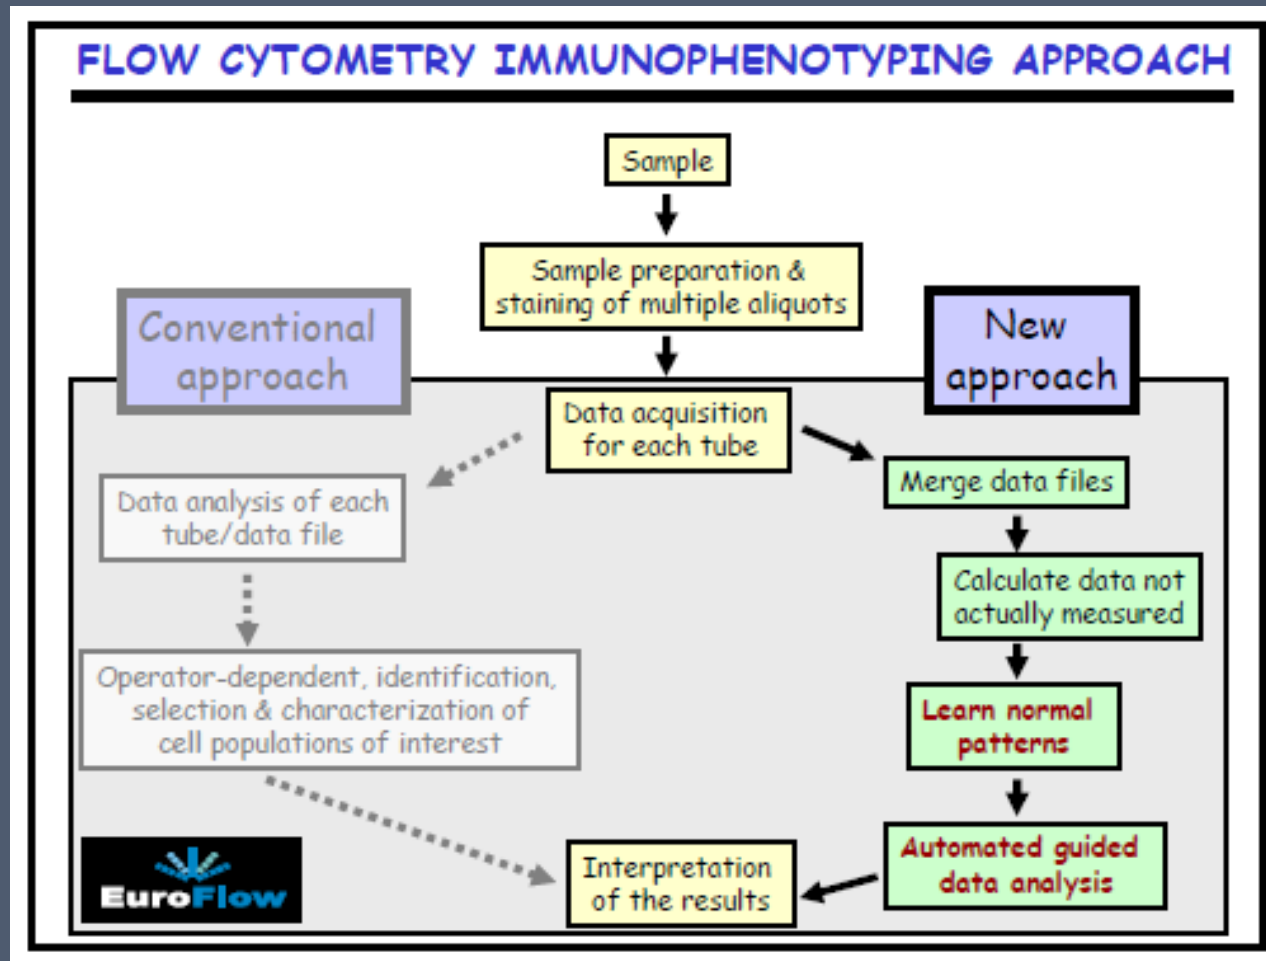 FLOW CYTOMETRY IMMUNOPHENOTYPING APPROACH
Sample
Sample preparation &
staining of multiple aliquots
Conventional
approach
New
approach
Data acquisition
for each tube
Data analysis of each
tube/data file
Merge data files
Calculate data not
actually measured
Operator-dependent, identification,
selection & characterization of
cell populations of interest
Learn normal
patterns
Automated guided
data analysis
Interpretation
of the results
EuroFlow